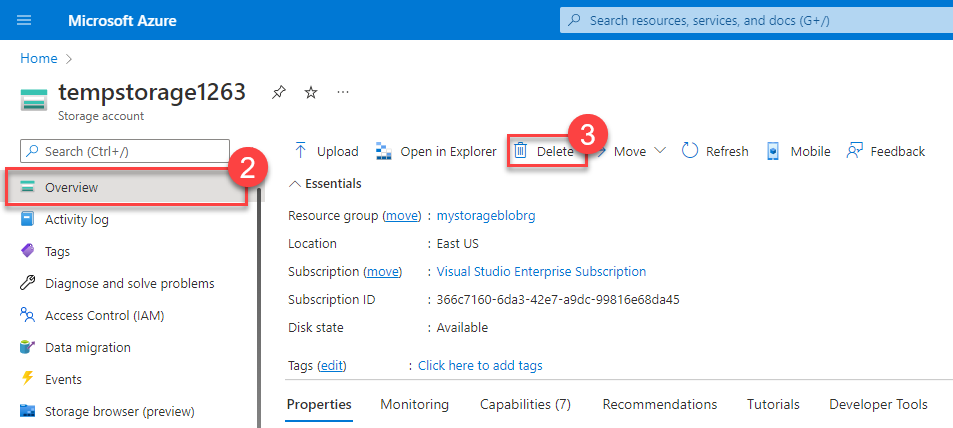 Microsoft Azure
Search resources, services, and docs (G+/)
Home
tempstorage1263
Storage account
Search (Ctrl+/)
2
Overview
Activity log
Tags
Diagnose and solve problems
Access Control (IAM)
Data migration
Events
Storage browser (preview)
Upload
Open in Explorer
Delete
3
Move
Refresh
Mobile
Feedback
Essentials
Resource group (move) : mystorageblobrg
Location : East US
Subscription (move) : Visual Studio Enterprise Subscription
Subscription ID : 366c7160-6da3-42e7-a9dc-99816e68da45
Disk state : Available
Tags (edit) : Click here to add tags
Properties Monitoring Capabilities (7) Recommendations Tutorials Developer Tools